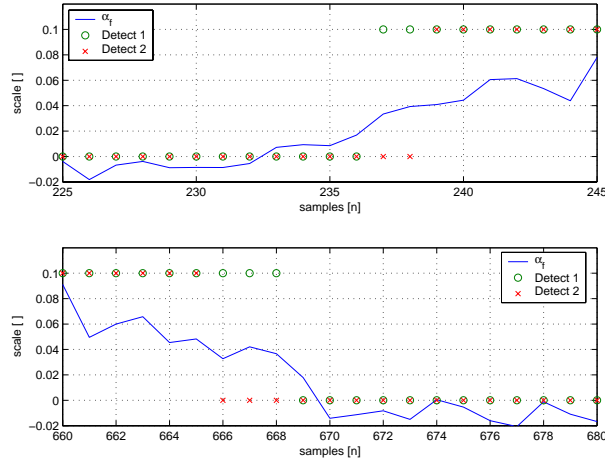 0.1
0.08
0.06
0.04
0.02
0
−0.02
scale [ ]
α_f
Detect 1
Detect 2
225 230 235 240 245
samples [n]
0.1
0.08
0.06
0.04
0.02
0
−0.02
scale [ ]
α_f
Detect 1
Detect 2
660 662 664 666 668 670 672 674 676 678 680
samples [n]